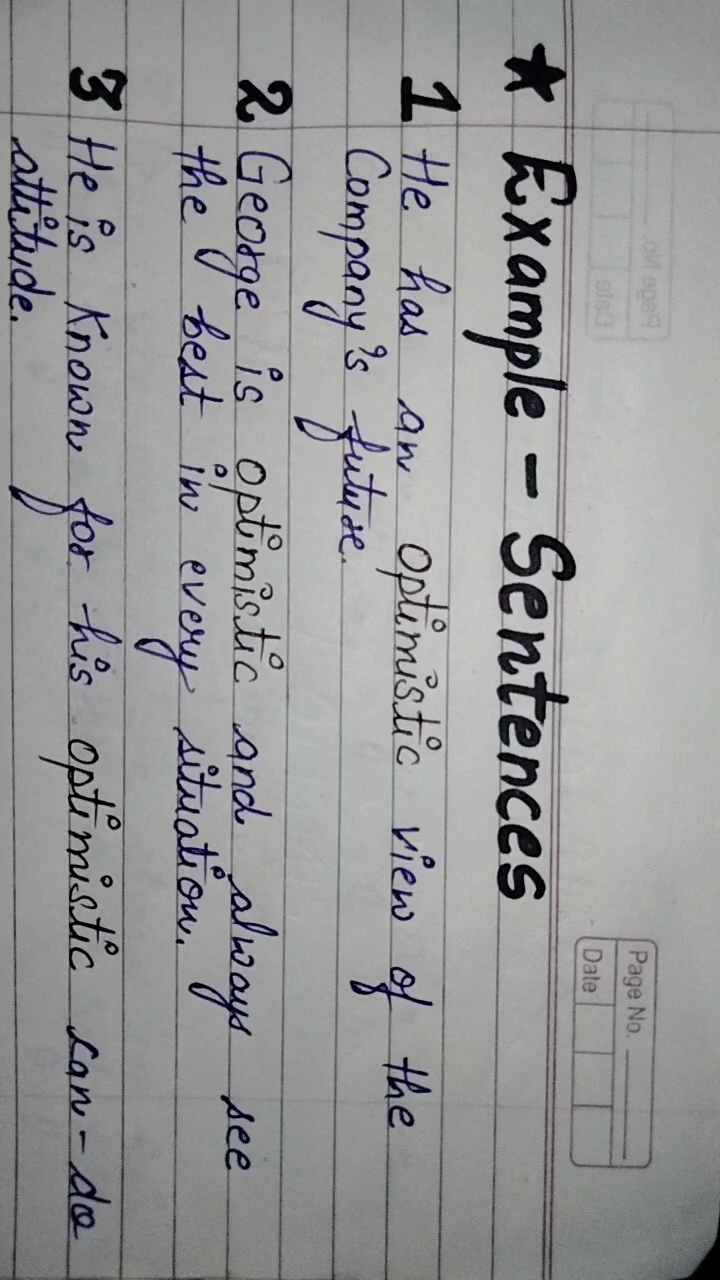 Page No.
Date
★ Example - Sentences
1 He has an optimistic view of the
Company's future.
2 George is optimistic and always see
the best in every situation.
3 He is Known for his optimistic can-do
attitude.